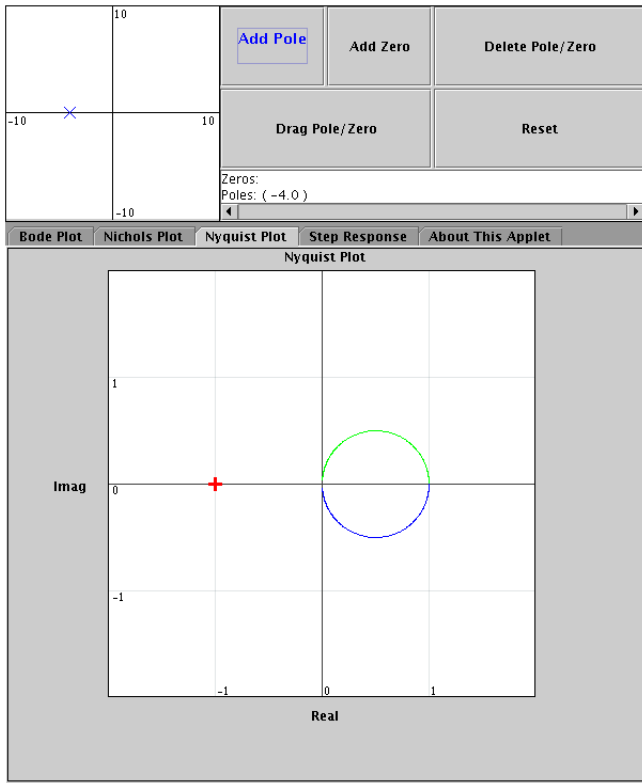 10
-10
10
-10
Add Pole
Add Zero
Delete Pole/Zero
Drag Pole/Zero
Reset
Zeros:
Poles: ( -4.0 )
Bode Plot
Nichols Plot
Nyquist Plot
Step Response
About This Applet
Nyquist Plot
1
Imag
0
-1
-1
0
1
Real